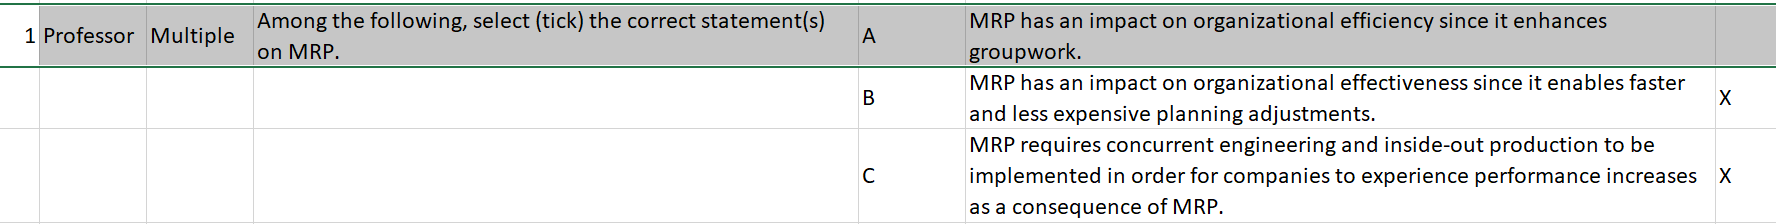 1 Professor Multiple Among the following, select (tick) the correct statement(s) on MRP. A MRP has an impact on organizational efficiency since it enhances groupwork.
B MRP has an impact on organizational effectiveness since it enables faster and less expensive planning adjustments. X
C MRP requires concurrent engineering and inside-out production to be implemented in order for companies to experience performance increases as a consequence of MRP. X